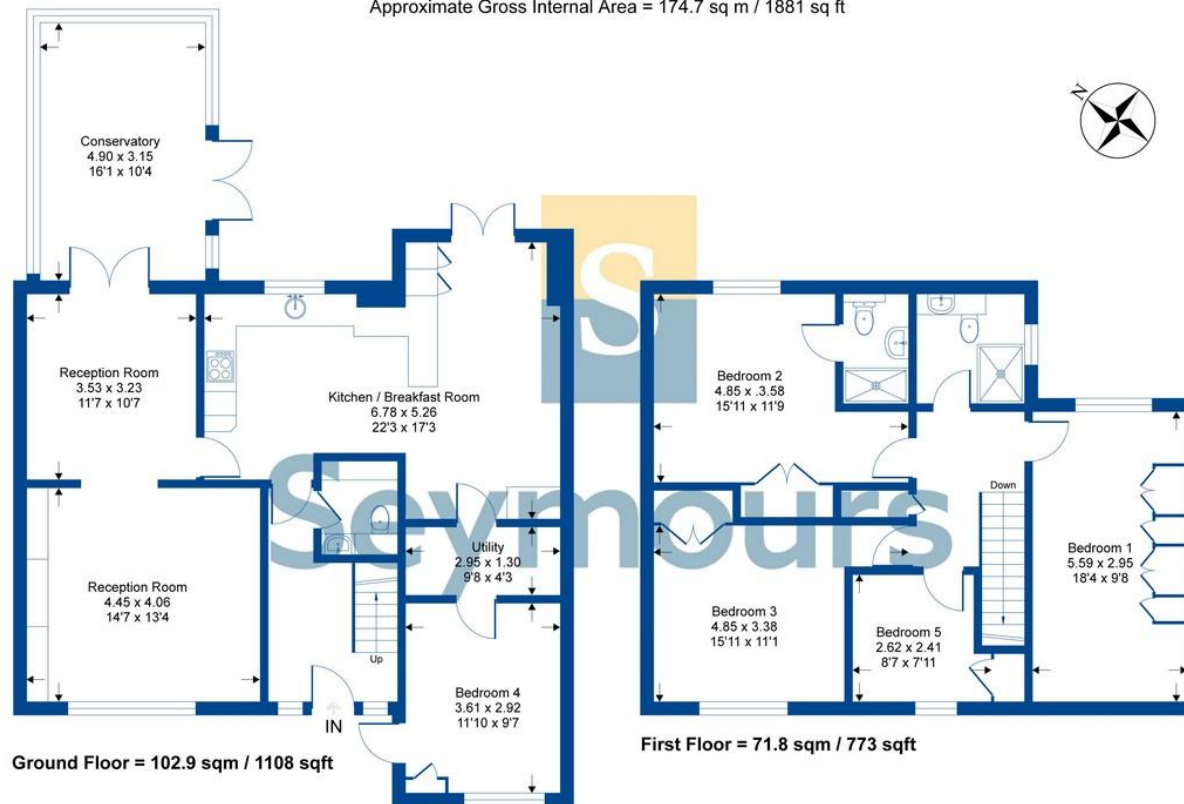 Approximate Gross Internal Area = 174.7 sq m / 1881 sq ft
N
Conservatory
4.90 x 3.15
16'1 x 10'4
Reception Room
3.53 x 3.23
11'7 x 10'7
Kitchen / Breakfast Room
6.78 x 5.26
22'3 x 17'3
Reception Room
4.45 x 4.06
14'7 x 13'4
Utility
2.95 x 1.30
9'8 x 4'3
Up
Bedroom 4
3.61 x 2.92
11'10 x 9'7
IN
Ground Floor = 102.9 sqm / 1108 sqft
S
Seymours
Bedroom 2
4.85 x .3.58
15'11 x 11'9
Down
Bedroom 1
5.59 x 2.95
18'4 x 9'8
Bedroom 3
4.85 x 3.38
15'11 x 11'1
Bedroom 5
2.62 x 2.41
8'7 x 7'11
First Floor = 71.8 sqm / 773 sqft